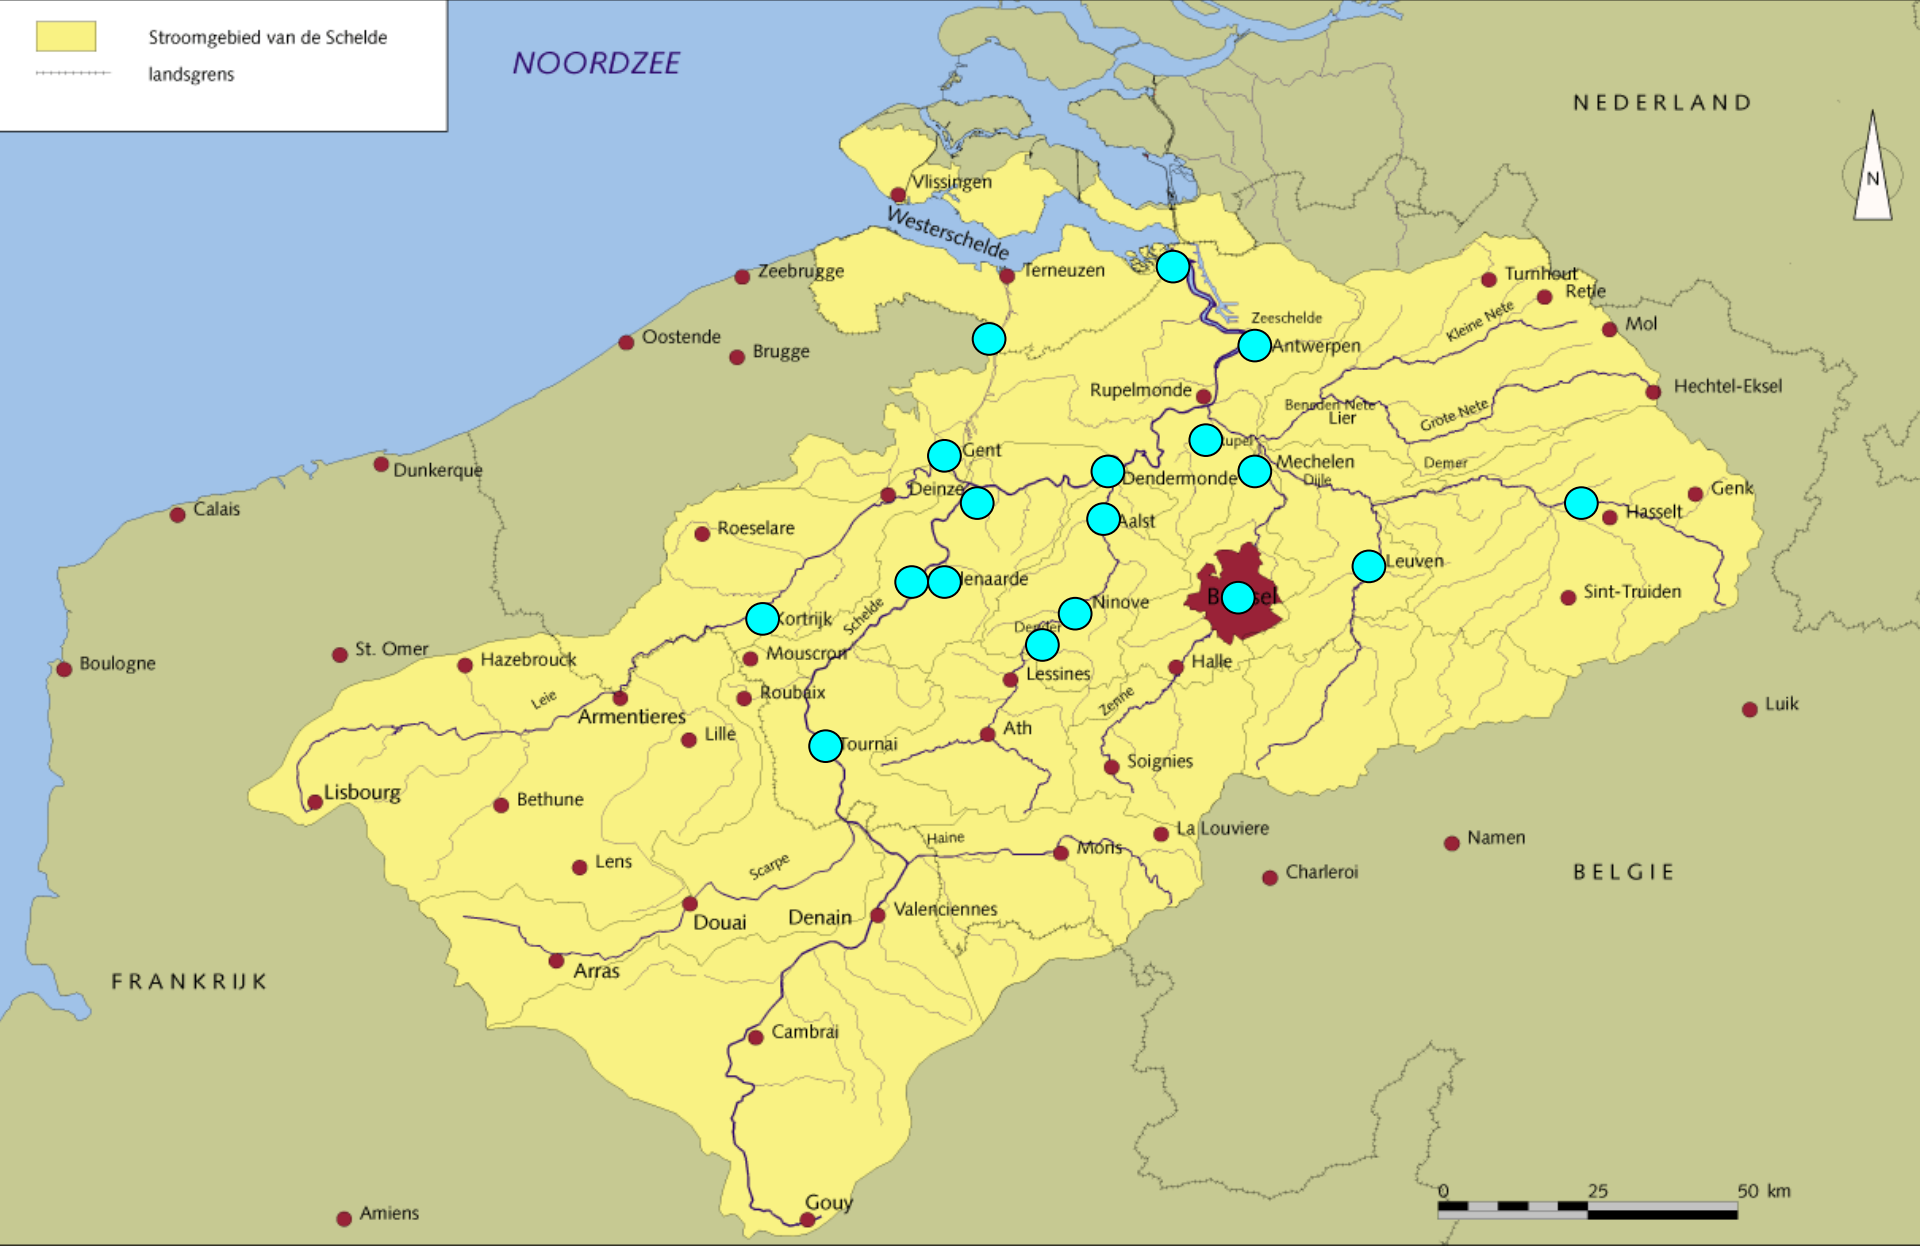 Stroomgebied van de Schelde
landsgrens
NOORDZEE
NEDERLAND
N
Vlissingen
Westerschelde
Zeebrugge
Terneuzen
Turnhout
Retie
Kleine Nete
Mol
Zeeschelde
Oostende
Brugge
Antwerpen
Rupelmonde
Hechtel-Eksel
Beneden Nete
Lier
Grote Nete
Gent
Dunkerque
Mechelen
Demer
Dijle
Dendermonde
Deinze
Genk
Hasselt
Calais
Roeselare
Aalst
Leuven
Sint-Truiden
Ninove
Kortrijk
Schelde
Dender
St. Omer
Boulogne
Hazebrouck
Mouscron
Halle
Lessines
Leie
Roubaix
Zenne
Luik
Armentieres
Lille
Ath
Tournai
Soignies
Lisbourg
Bethune
Haine
La Louviere
Mons
Namen
Lens
Scarpe
Charleroi
BELGIE
Douai
Denain
Valenciennes
Arras
FRANKRIJK
Cambrai
Gouy
Amiens
0 25 50 km